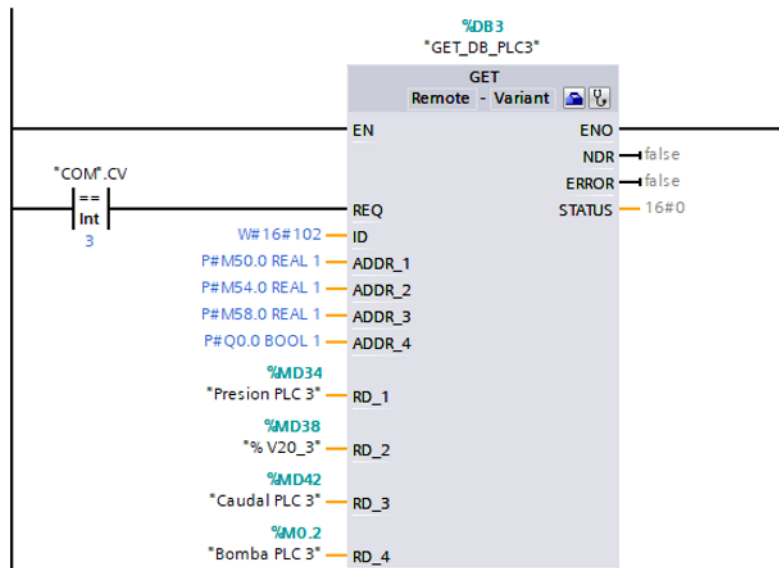 %DB3
"GET_DB_PLC3"
GET
Remote - Variant
EN ENO
NDR false
"COM".CV
ERROR false
==
Int
3
REQ STATUS 16#0
W#16#102 ID
P#M50.0 REAL 1 ADDR_1
P#M54.0 REAL 1 ADDR_2
P#M58.0 REAL 1 ADDR_3
P#Q0.0 BOOL 1 ADDR_4
%MD34
"Presion PLC 3" RD_1
%MD38
"% V20_3" RD_2
%MD42
"Caudal PLC 3" RD_3
%M0.2
"Bomba PLC 3" RD_4